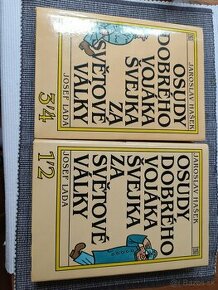 JAROSLAV HAŠEK
OSUDY
DOBRÉHO
VOJÁKA
ŠVEJKA
ZA
SVĚTOVÉ
VÁLKY
3/4
JOSEF LADA
JAROSLAV HAŠEK
OSUDY
DOBRÉHO
VOJÁKA
ŠVEJKA
ZA
SVĚTOVÉ
VÁLKY
1/2
JOSEF LADA